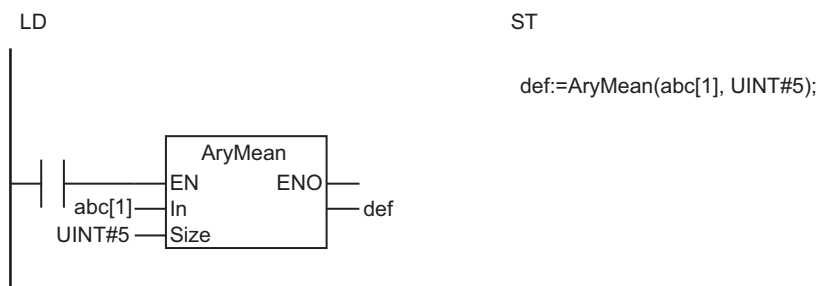 LD
ST
def:=AryMean(abc[1], UINT#5);
AryMean
EN ENO
abc[1] In def
UINT#5 Size